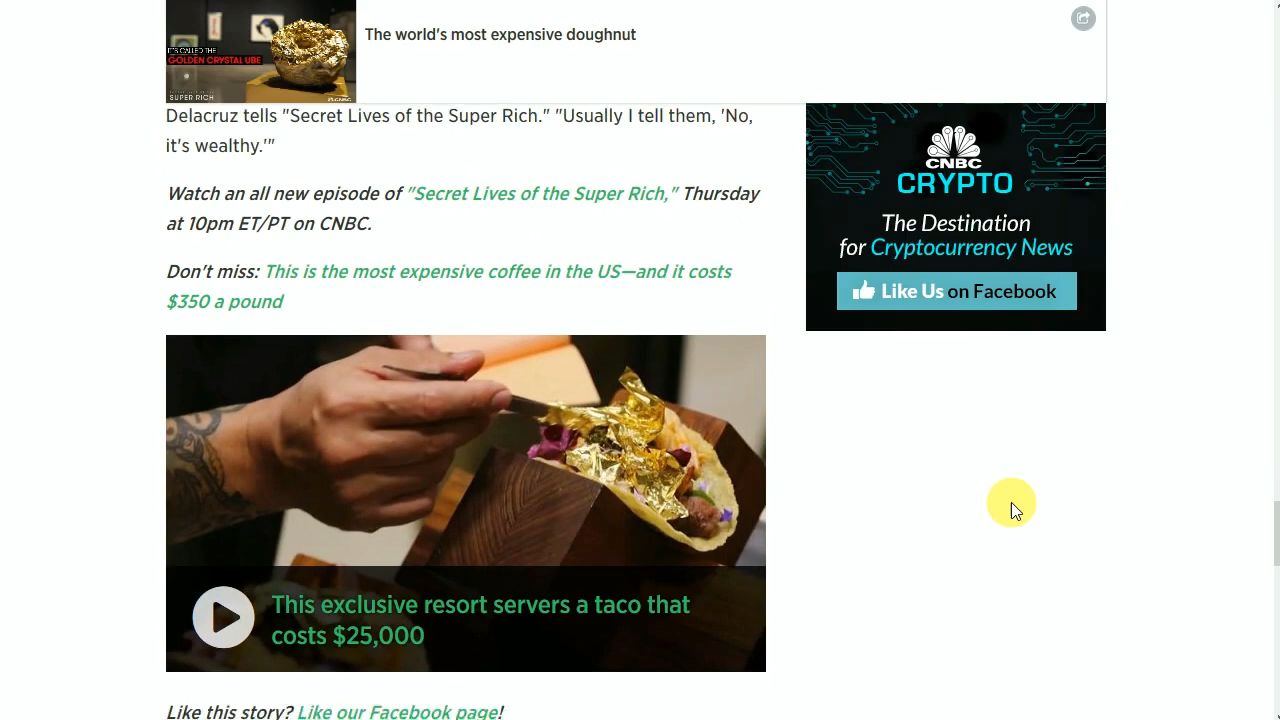 The world's most expensive doughnut
IT'S CALLED THE
GOLDEN CRYSTAL UBE
SUPER RICH
CNBC
Delacruz tells "Secret Lives of the Super Rich." "Usually I tell them, 'No,
it's wealthy.'"
Watch an all new episode of "Secret Lives of the Super Rich," Thursday
at 10pm ET/PT on CNBC.
Don't miss: This is the most expensive coffee in the US—and it costs
$350 a pound
CNBC
CRYPTO
The Destination
for Cryptocurrency News
Like Us on Facebook
This exclusive resort servers a taco that
costs $25,000
Like this story? Like our Facebook page!